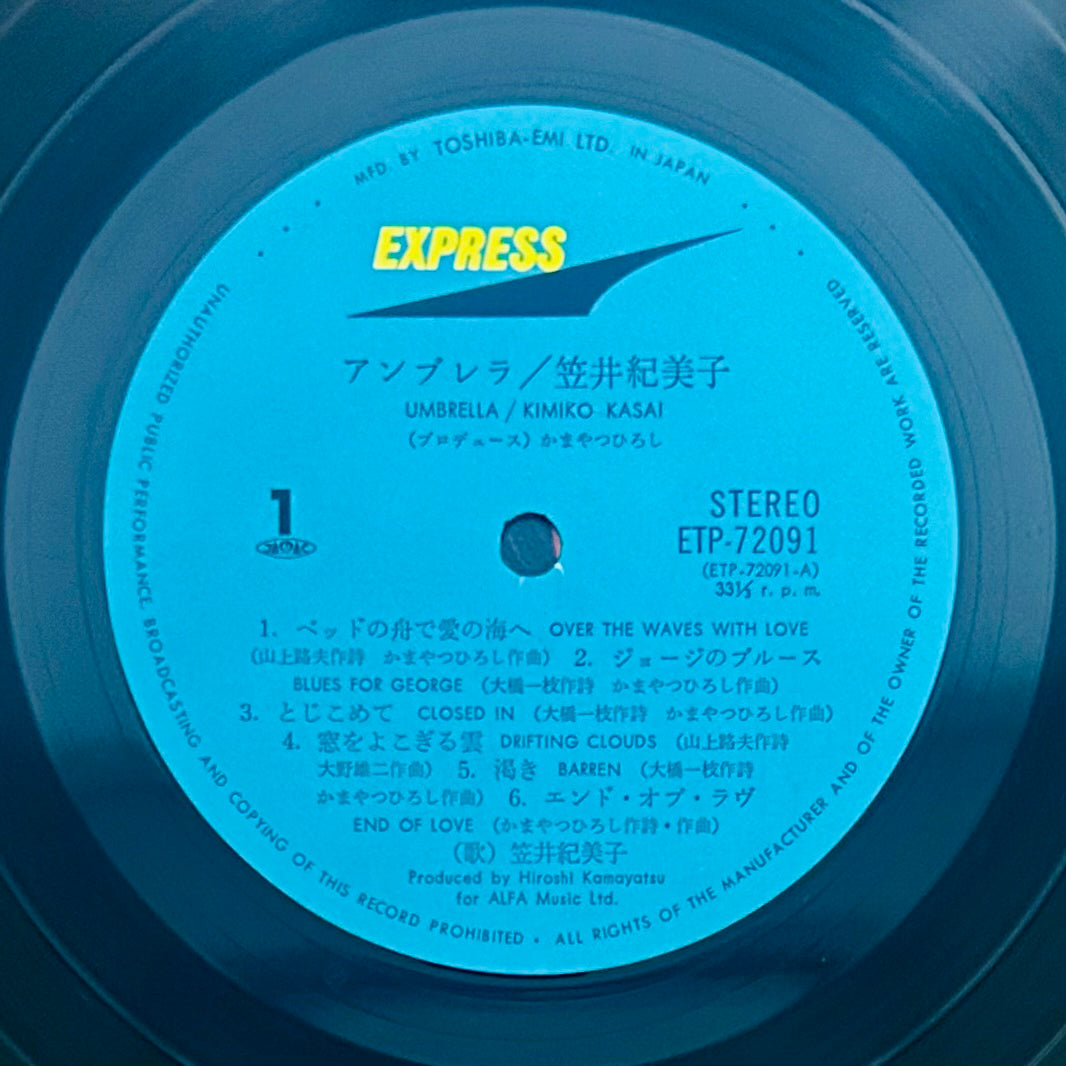 MFD. BY TOSHIBA-EMI LTD. IN JAPAN
EXPRESS
アンブレラ/笠井紀美子
UMBRELLA / KIMIKO KASAI
(プロデュース) かまやつひろし
1
STEREO
ETP-72091
(ETP-72091-A)
33⅓ r. p. m.
1. ベッドの舟で愛の海へ OVER THE WAVES WITH LOVE
(山上路夫作詩 かまやつひろし作曲) 2. ジョージのブルース
BLUES FOR GEORGE (大橋一枝作詩 かまやつひろし作曲)
3. とじこめて CLOSED IN (大橋一枝作詩 かまやつひろし作曲)
4. 窓をよこぎる雲 DRIFTING CLOUDS (山上路夫作詩
大野雄二作曲) 5. 渇き BARREN (大橋一枝作詩
かまやつひろし作曲) 6. エンド・オブ・ラヴ
END OF LOVE (かまやつひろし作詩・作曲)
(歌) 笠井紀美子
Produced by Hiroshi Kamayatsu
for ALFA Music Ltd.
UNAUTHORIZED PUBLIC PERFORMANCE, BROADCASTING AND COPYING OF THIS RECORD PROHIBITED • ALL RIGHTS OF THE MANUFACTURER AND OF THE OWNER OF THE RECORDED WORK ARE RESERVED